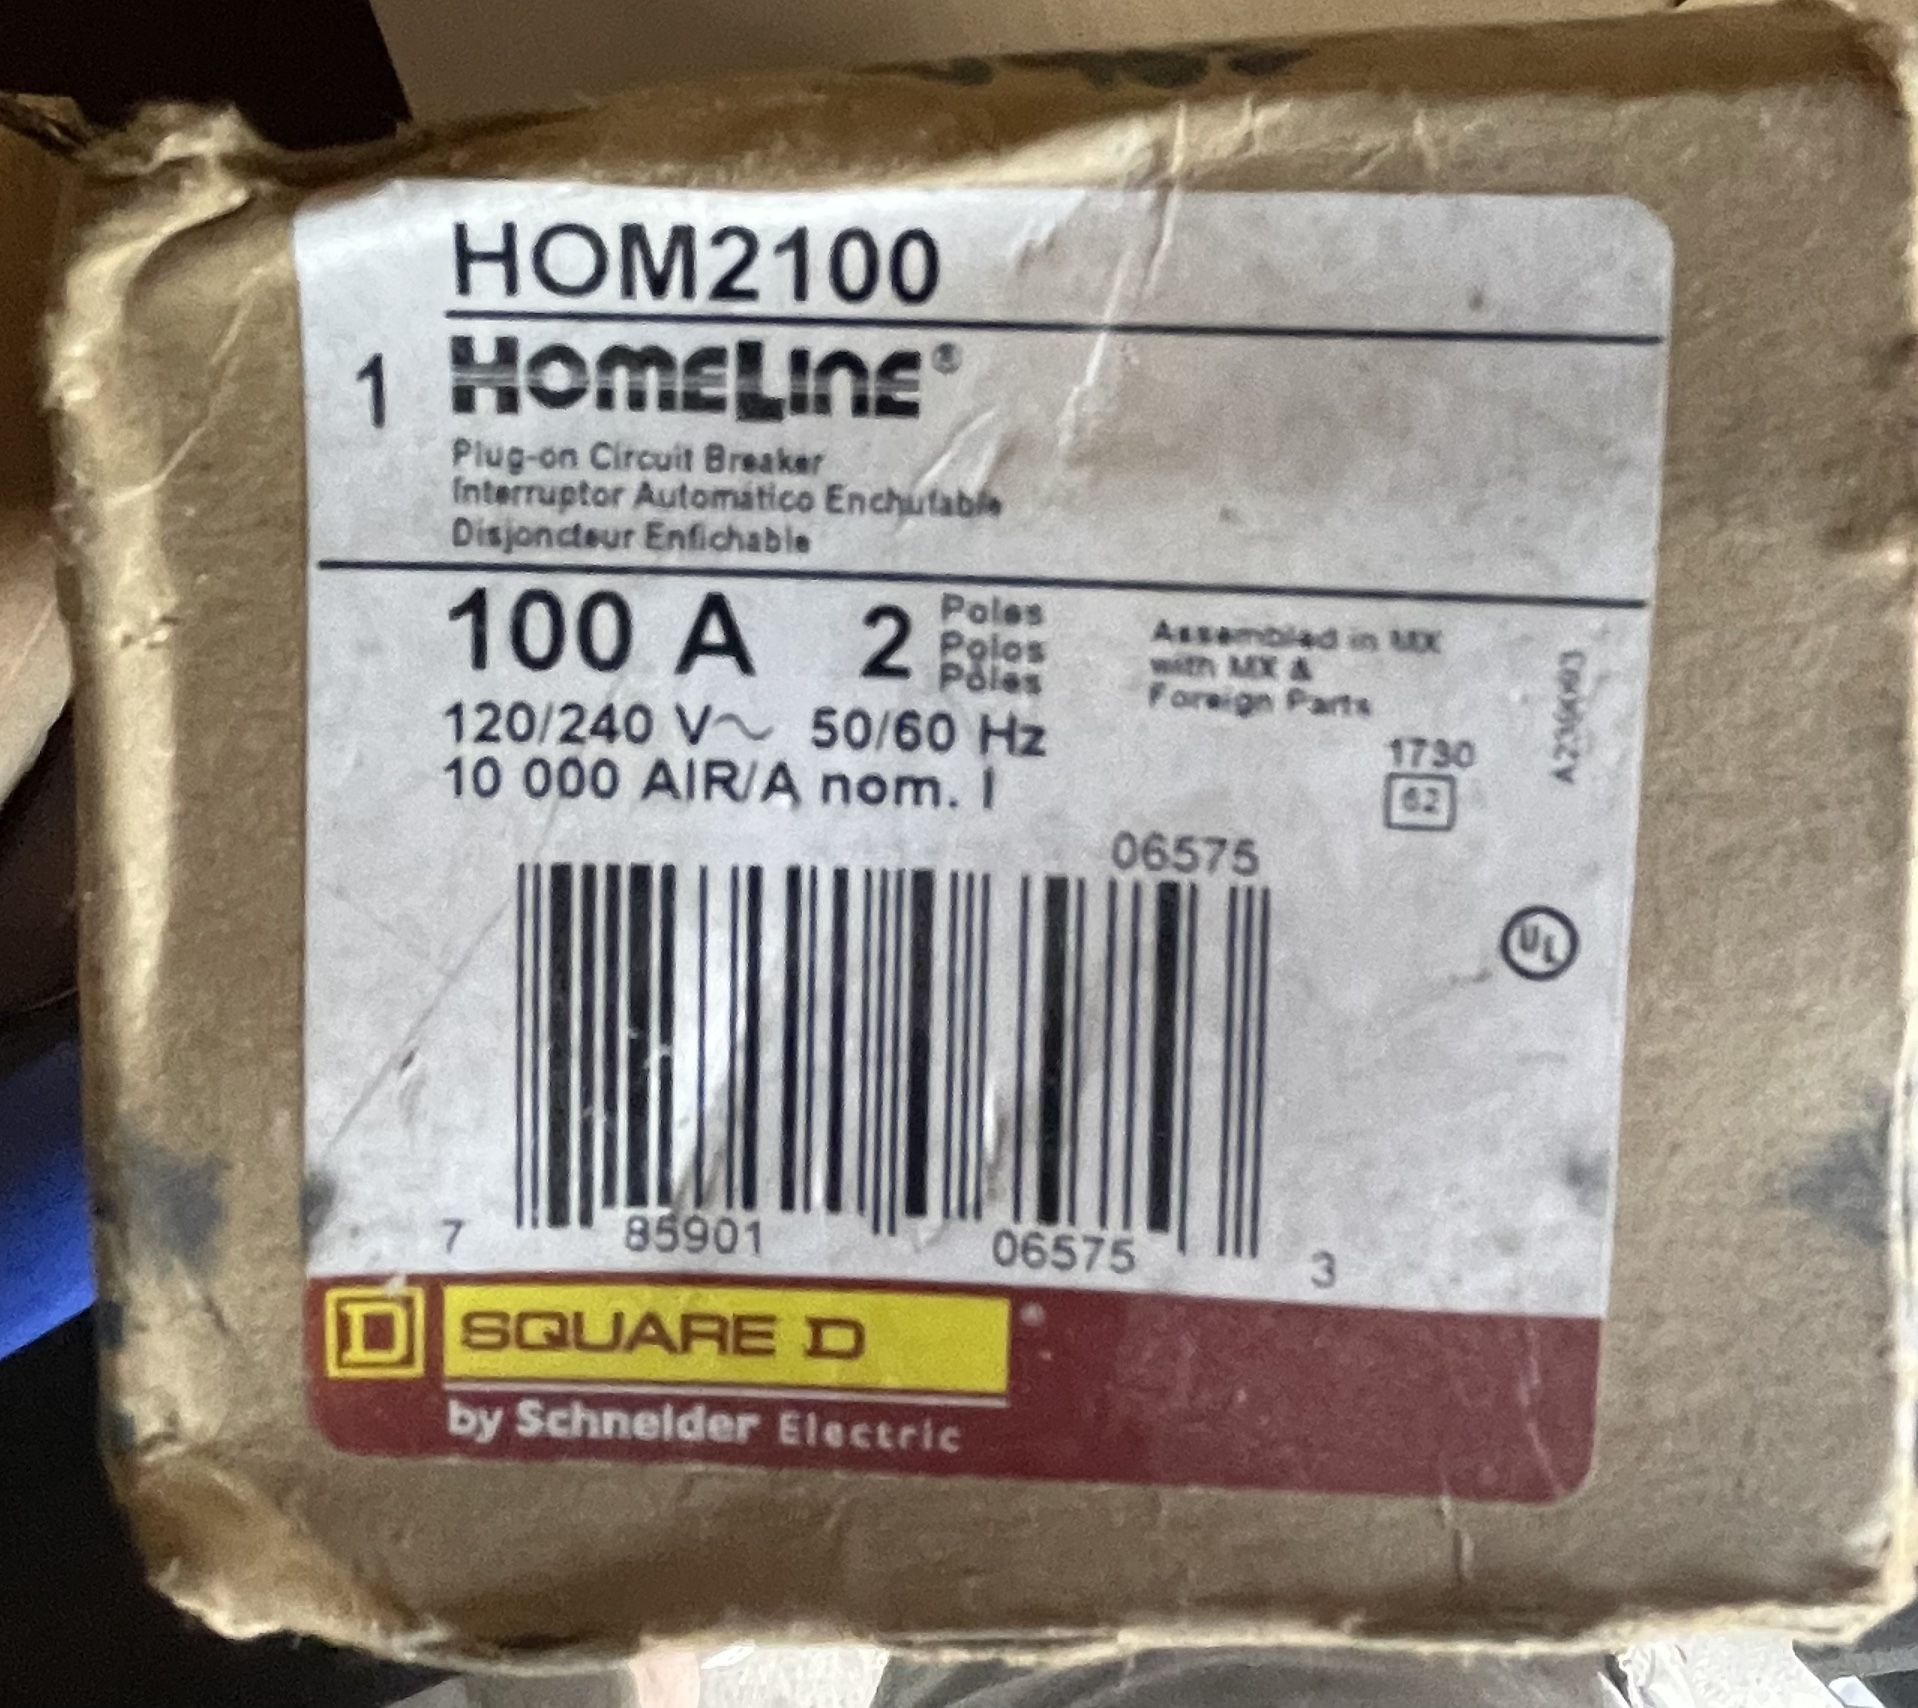 HOM2100
1 HOMELINE®
Plug-on Circuit Breaker
Interruptor Automático Enchufable
Disjoncteur Enfichable
100 A 2 Poles
Polos
Pôles
120/240 V~ 50/60 Hz
10 000 AIR/A nom. I
Assembled in MX
with MX &
Foreign Parts
1730
62
06575
UL
7 85901 06575 3
D SQUARE D
by Schneider Electric